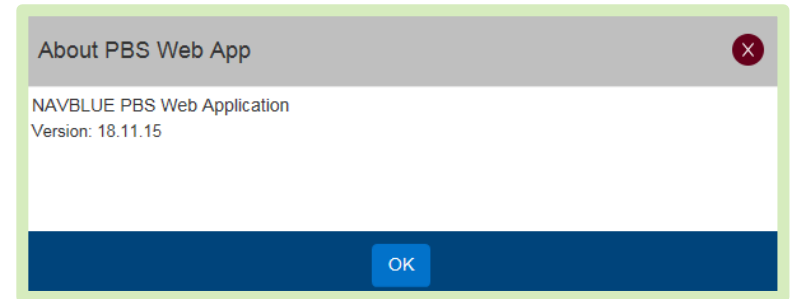 About PBS Web App
NAVBLUE PBS Web Application
Version: 18.11.15
OK